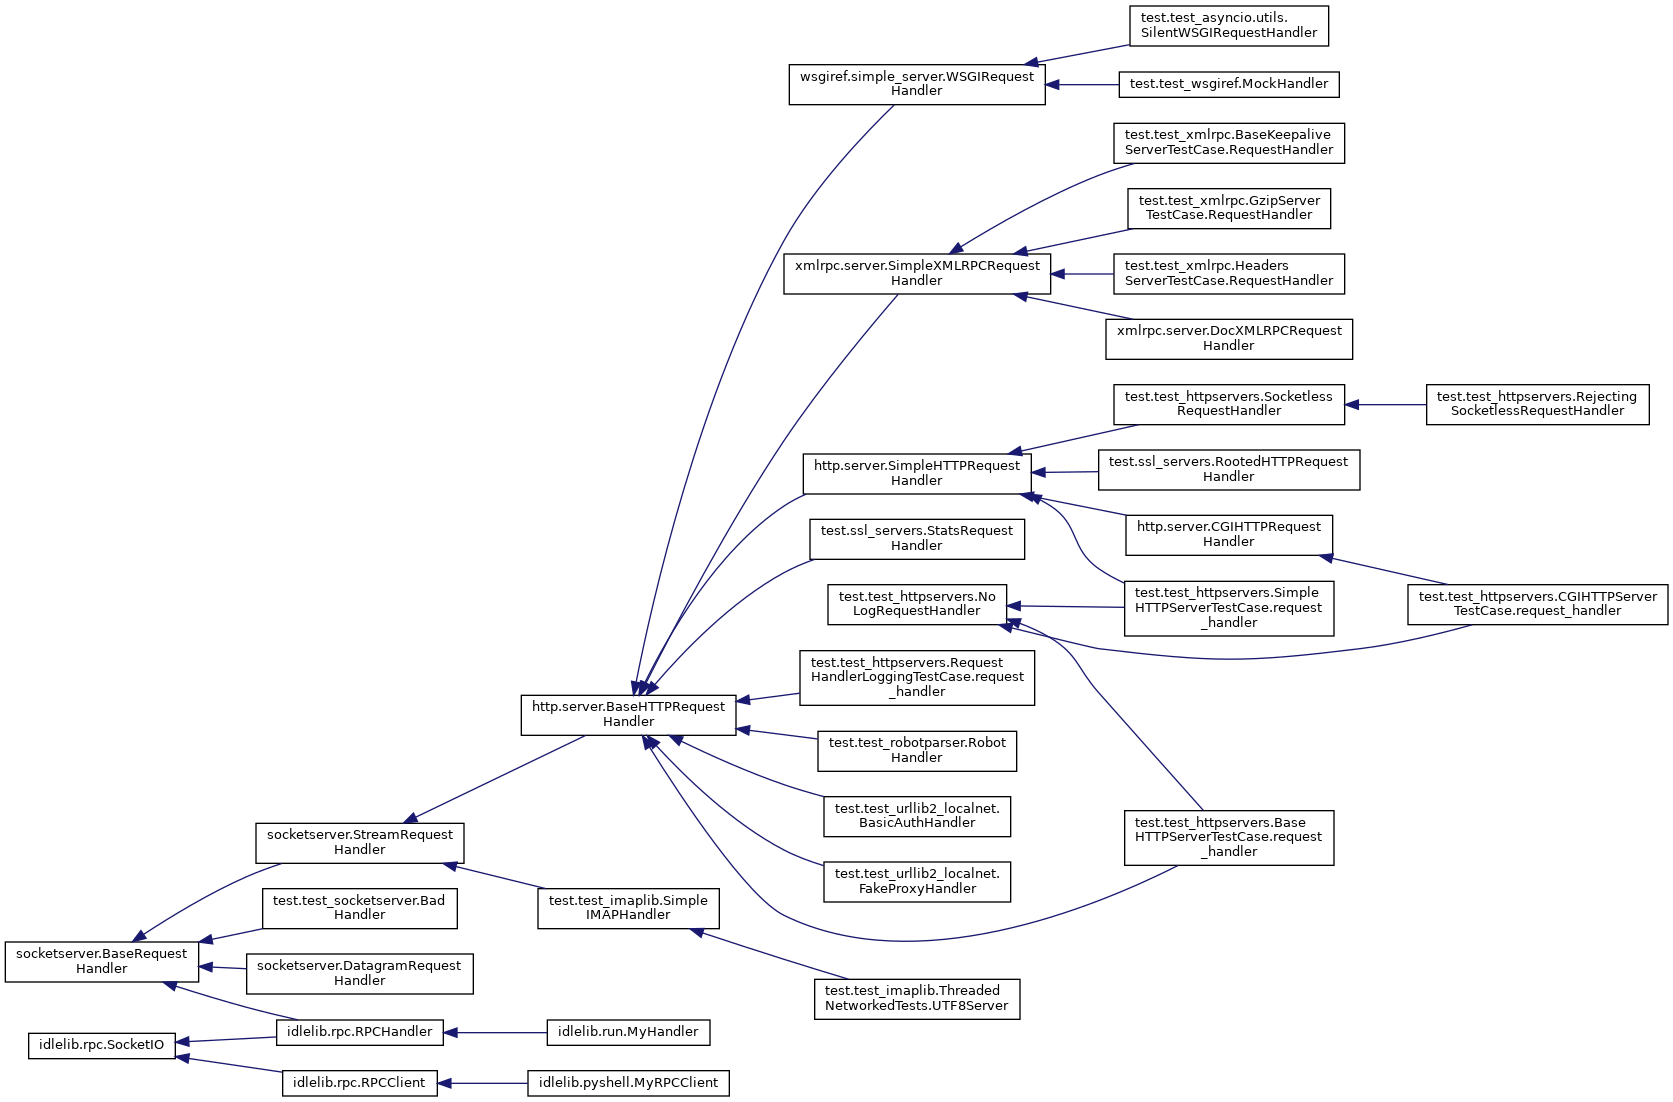 test.test_asyncio.utils.
SilentWSGIRequestHandler
wsgiref.simple_server.WSGIRequest
Handler
test.test_wsgiref.MockHandler
test.test_xmlrpc.BaseKeepalive
ServerTestCase.RequestHandler
test.test_xmlrpc.GzipServer
TestCase.RequestHandler
xmlrpc.server.SimpleXMLRPCRequest
Handler
test.test_xmlrpc.Headers
ServerTestCase.RequestHandler
xmlrpc.server.DocXMLRPCRequest
Handler
test.test_httpservers.Socketless
RequestHandler
test.test_httpservers.Rejecting
SocketlessRequestHandler
http.server.SimpleHTTPRequest
Handler
test.ssl_servers.RootedHTTPRequest
Handler
test.ssl_servers.StatsRequest
Handler
http.server.CGIHTTPRequest
Handler
test.test_httpservers.No
LogRequestHandler
test.test_httpservers.Simple
HTTPServerTestCase.request
_handler
test.test_httpservers.CGIHTTPServer
TestCase.request_handler
test.test_httpservers.Request
HandlerLoggingTestCase.request
_handler
http.server.BaseHTTPRequest
Handler
test.test_robotparser.Robot
Handler
test.test_urllib2_localnet.
BasicAuthHandler
test.test_httpservers.Base
HTTPServerTestCase.request
_handler
socketserver.StreamRequest
Handler
test.test_urllib2_localnet.
FakeProxyHandler
test.test_socketserver.Bad
Handler
test.test_imaplib.Simple
IMAPHandler
socketserver.BaseRequest
Handler
socketserver.DatagramRequest
Handler
test.test_imaplib.Threaded
NetworkedTests.UTF8Server
idlelib.rpc.RPCHandler
idlelib.run.MyHandler
idlelib.rpc.SocketIO
idlelib.rpc.RPCClient
idlelib.pyshell.MyRPCClient